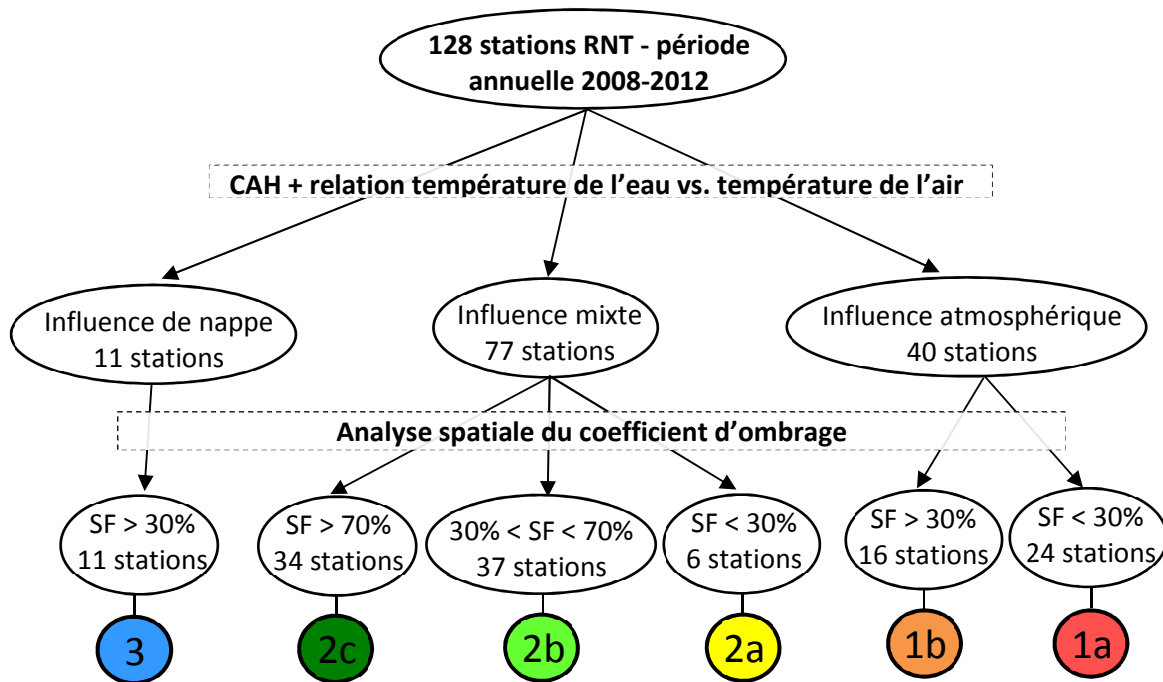 128 stations RNT - période
annuelle 2008-2012
CAH + relation température de l'eau vs. température de l'air
Influence de nappe
11 stations
Influence mixte
77 stations
Influence atmosphérique
40 stations
Analyse spatiale du coefficient d'ombrage
SF > 30%
11 stations
SF > 70%
34 stations
30% < SF < 70%
37 stations
SF < 30%
6 stations
SF > 30%
16 stations
SF < 30%
24 stations
3
2c
2b
2a
1b
1a